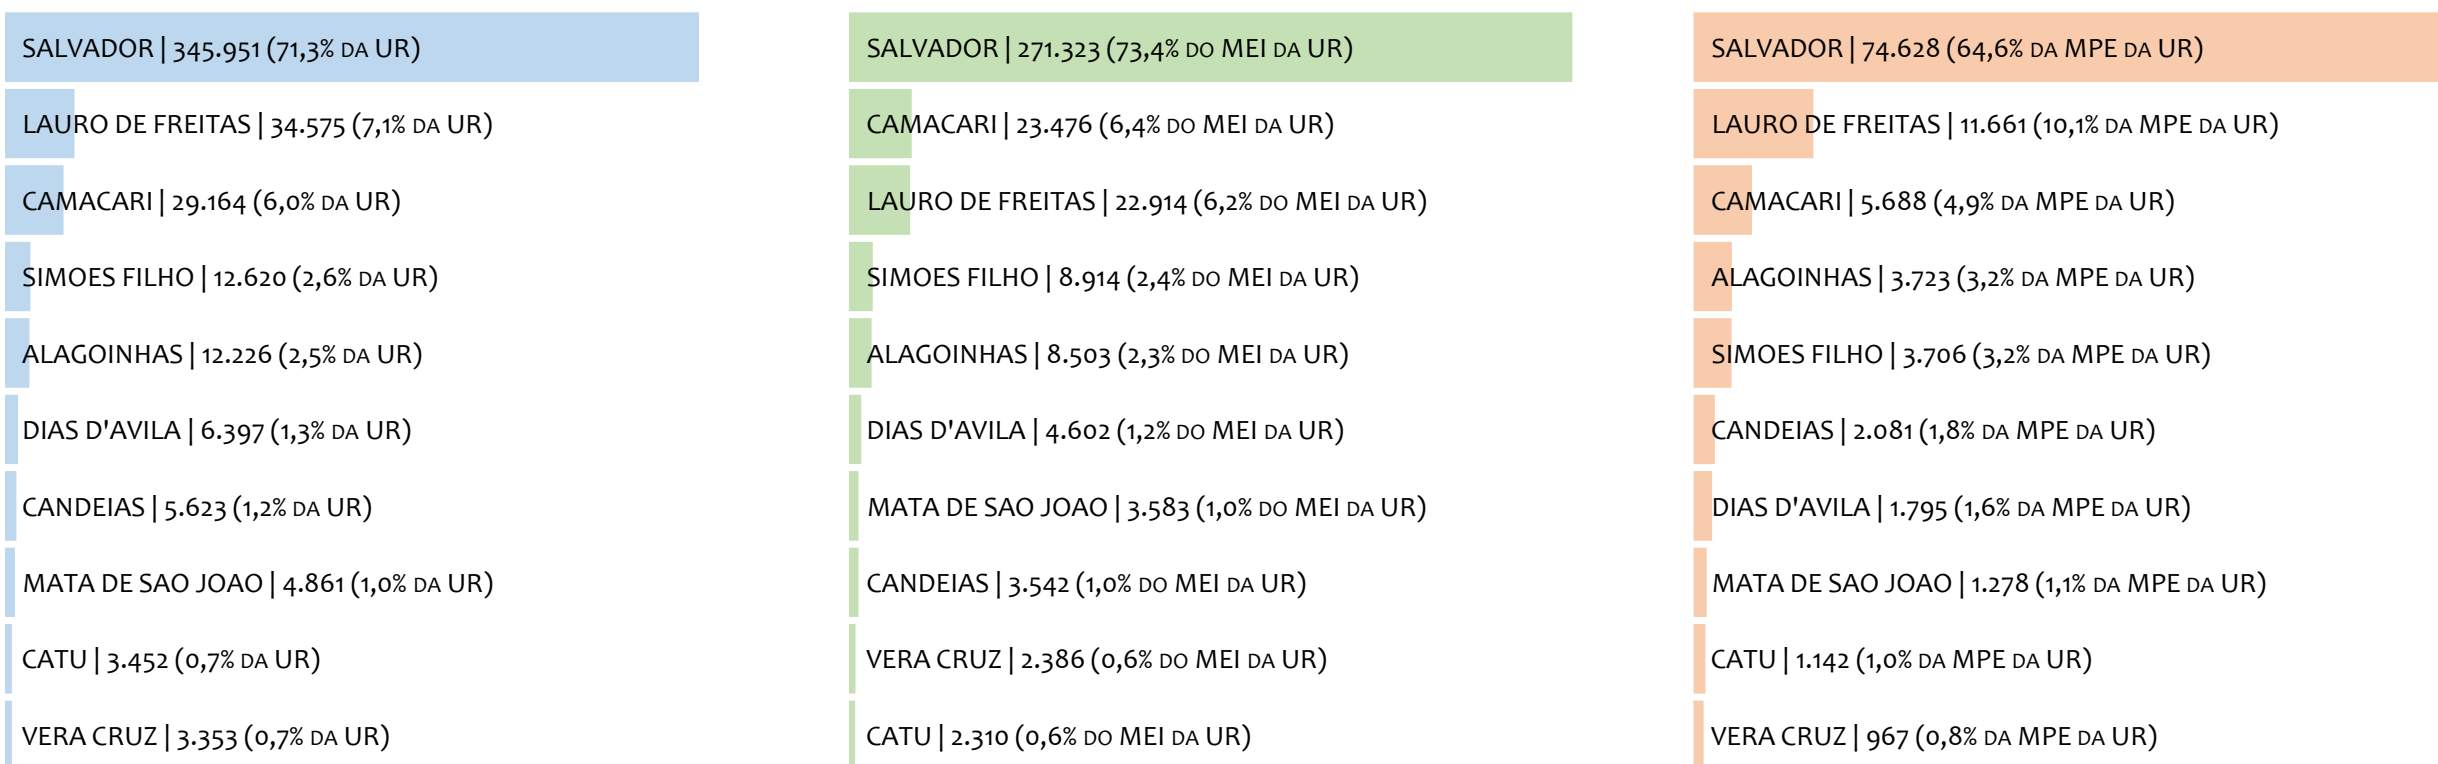 SALVADOR | 345.951 (71,3% DA UR)
LAURO DE FREITAS | 34.575 (7,1% DA UR)
CAMACARI | 29.164 (6,0% DA UR)
SIMOES FILHO | 12.620 (2,6% DA UR)
ALAGOINHAS | 12.226 (2,5% DA UR)
DIAS D'AVILA | 6.397 (1,3% DA UR)
CANDEIAS | 5.623 (1,2% DA UR)
MATA DE SAO JOAO | 4.861 (1,0% DA UR)
CATU | 3.452 (0,7% DA UR)
VERA CRUZ | 3.353 (0,7% DA UR)
SALVADOR | 271.323 (73,4% DO MEI DA UR)
CAMACARI | 23.476 (6,4% DO MEI DA UR)
LAURO DE FREITAS | 22.914 (6,2% DO MEI DA UR)
SIMOES FILHO | 8.914 (2,4% DO MEI DA UR)
ALAGOINHAS | 8.503 (2,3% DO MEI DA UR)
DIAS D'AVILA | 4.602 (1,2% DO MEI DA UR)
MATA DE SAO JOAO | 3.583 (1,0% DO MEI DA UR)
CANDEIAS | 3.542 (1,0% DO MEI DA UR)
VERA CRUZ | 2.386 (0,6% DO MEI DA UR)
CATU | 2.310 (0,6% DO MEI DA UR)
SALVADOR | 74.628 (64,6% DA MPE DA UR)
LAURO DE FREITAS | 11.661 (10,1% DA MPE DA UR)
CAMACARI | 5.688 (4,9% DA MPE DA UR)
ALAGOINHAS | 3.723 (3,2% DA MPE DA UR)
SIMOES FILHO | 3.706 (3,2% DA MPE DA UR)
CANDEIAS | 2.081 (1,8% DA MPE DA UR)
DIAS D'AVILA | 1.795 (1,6% DA MPE DA UR)
MATA DE SAO JOAO | 1.278 (1,1% DA MPE DA UR)
CATU | 1.142 (1,0% DA MPE DA UR)
VERA CRUZ | 967 (0,8% DA MPE DA UR)